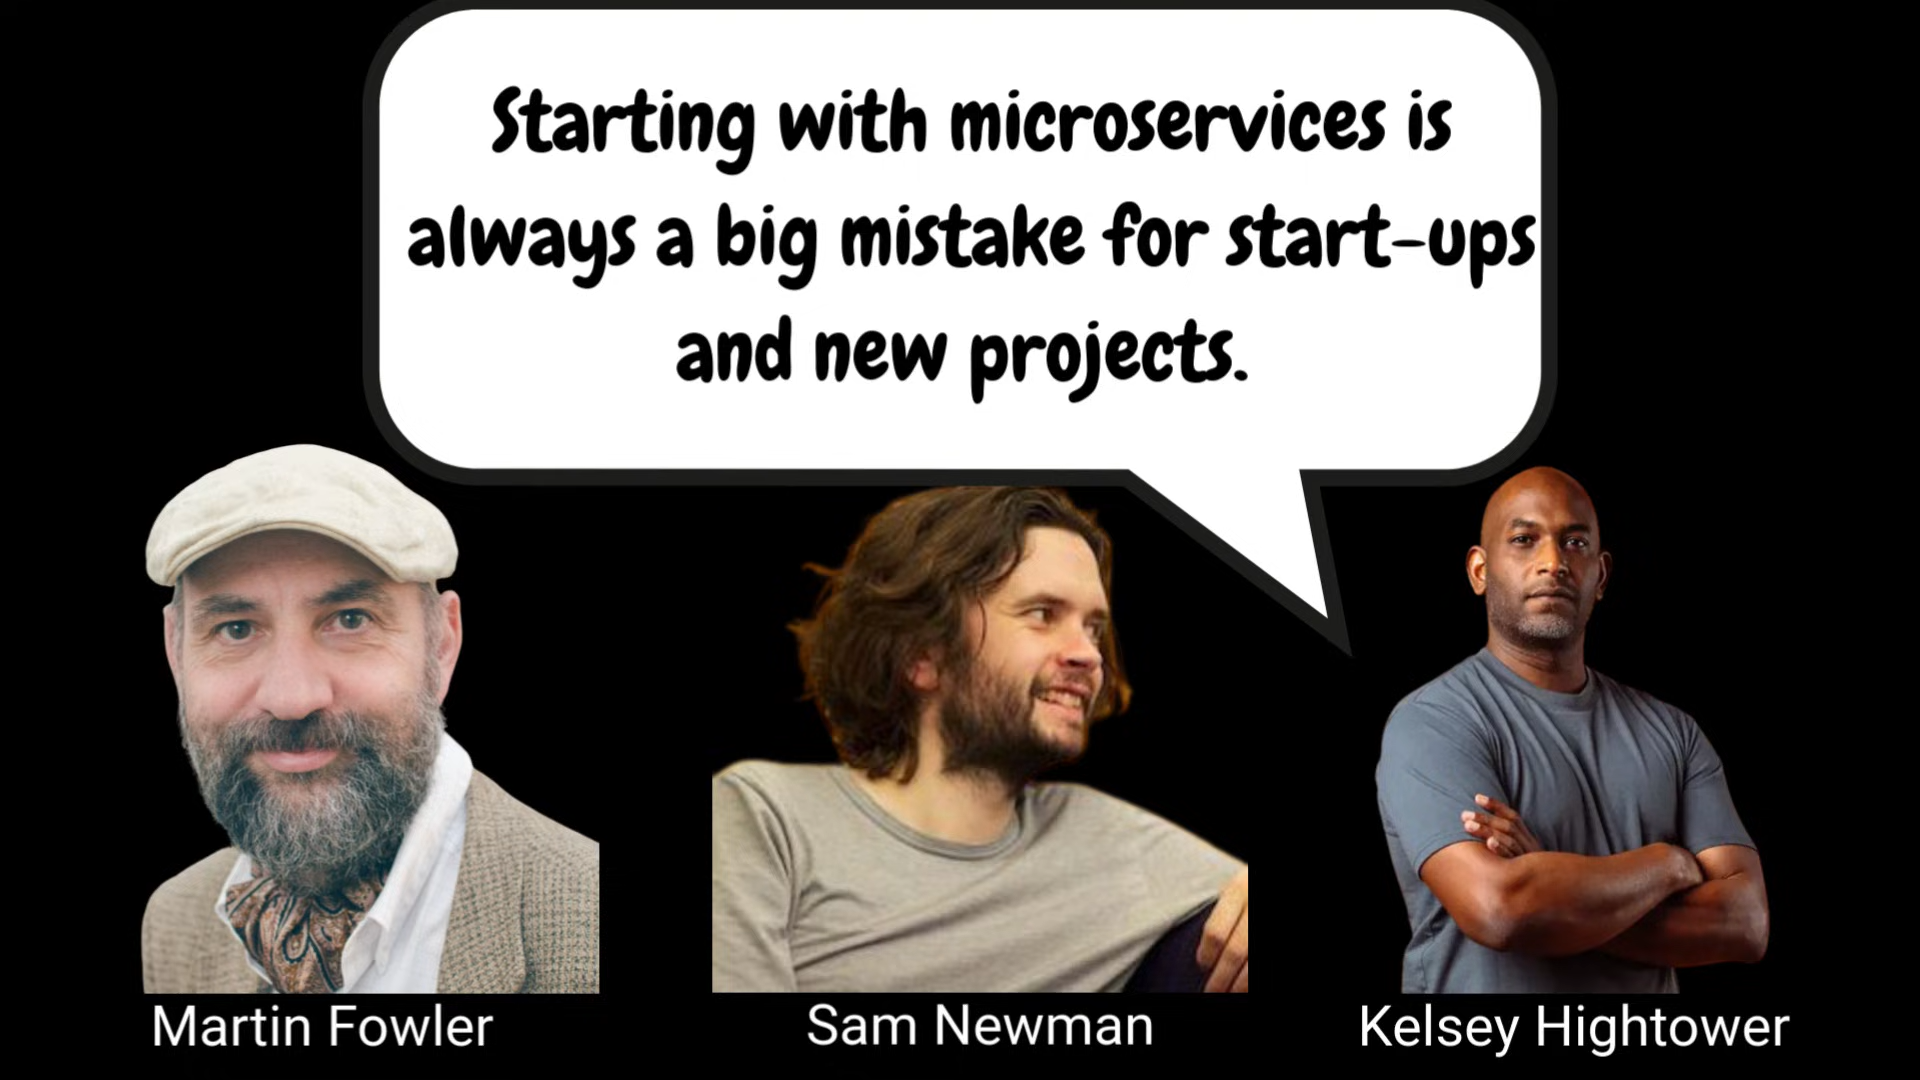 Starting with microservices is
always a big mistake for start-ups
and new projects.
Martin Fowler
Sam Newman
Kelsey Hightower